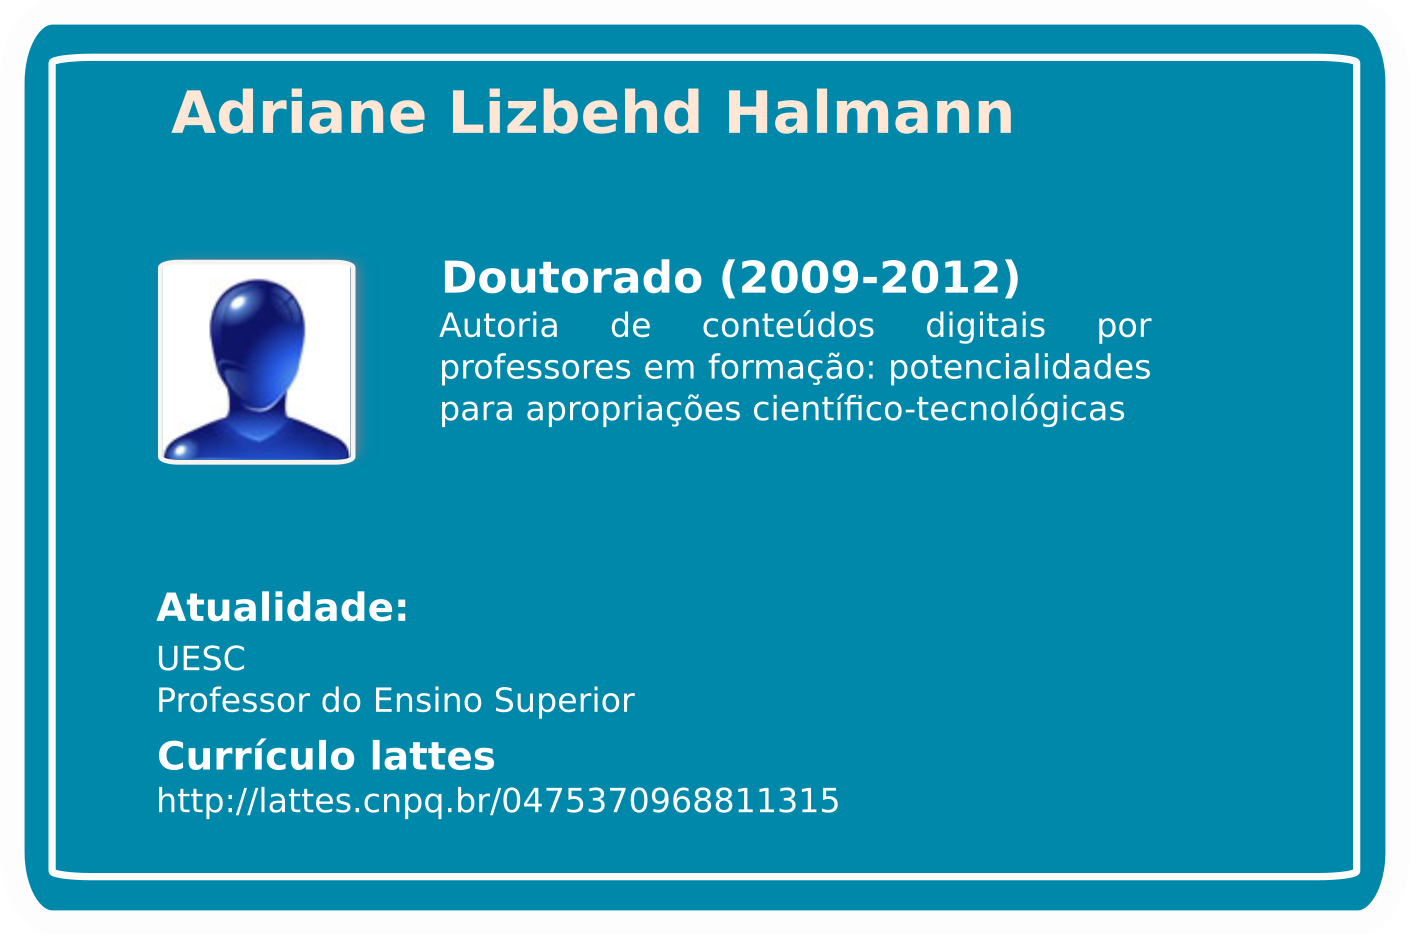 Adriane Lizbehd Halmann
Doutorado (2009-2012)
Autoria de conteúdos digitais por
professores em formação: potencialidades
para apropriações científico-tecnológicas
Atualidade:
UESC
Professor do Ensino Superior
Currículo lattes
http://lattes.cnpq.br/0475370968811315